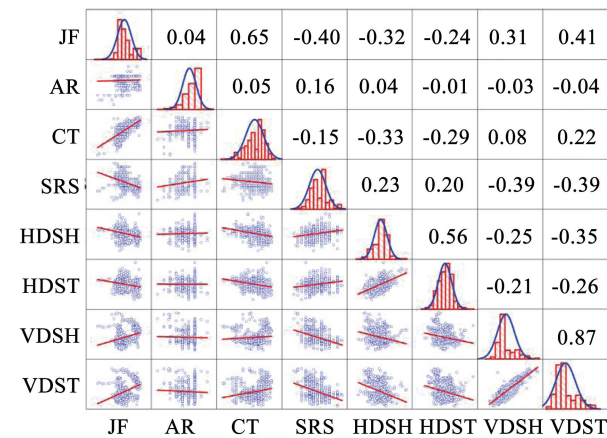 JF 0.04 0.65 -0.40 -0.32 -0.24 0.31 0.41
AR 0.05 0.16 0.04 -0.01 -0.03 -0.04
CT -0.15 -0.33 -0.29 0.08 0.22
SRS 0.23 0.20 -0.39 -0.39
HDSH 0.56 -0.25 -0.35
HDST -0.21 -0.26
VDSH 0.87
VDST
JF AR CT SRS HDSH HDST VDSH VDST